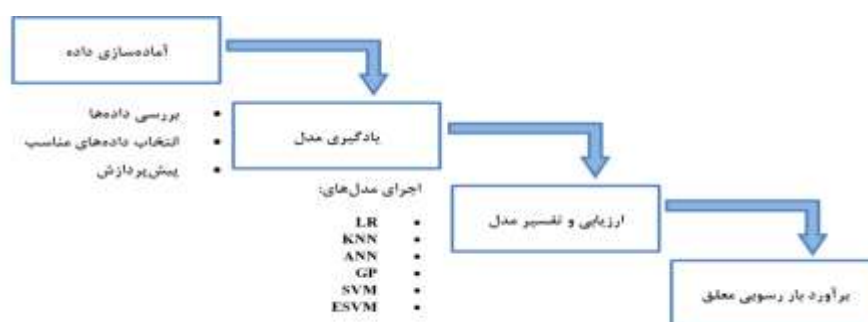 آماده‌سازی داده
• بررسی داده‌ها
• انتخاب داده‌های مناسب
• پیش‌پردازش
یادگیری مدل
اجرای مدل‌های:
• LR
• KNN
• ANN
• GP
• SVM
• ESVM
ارزیابی و تفسیر مدل
برآورد بار رسوبی معلق